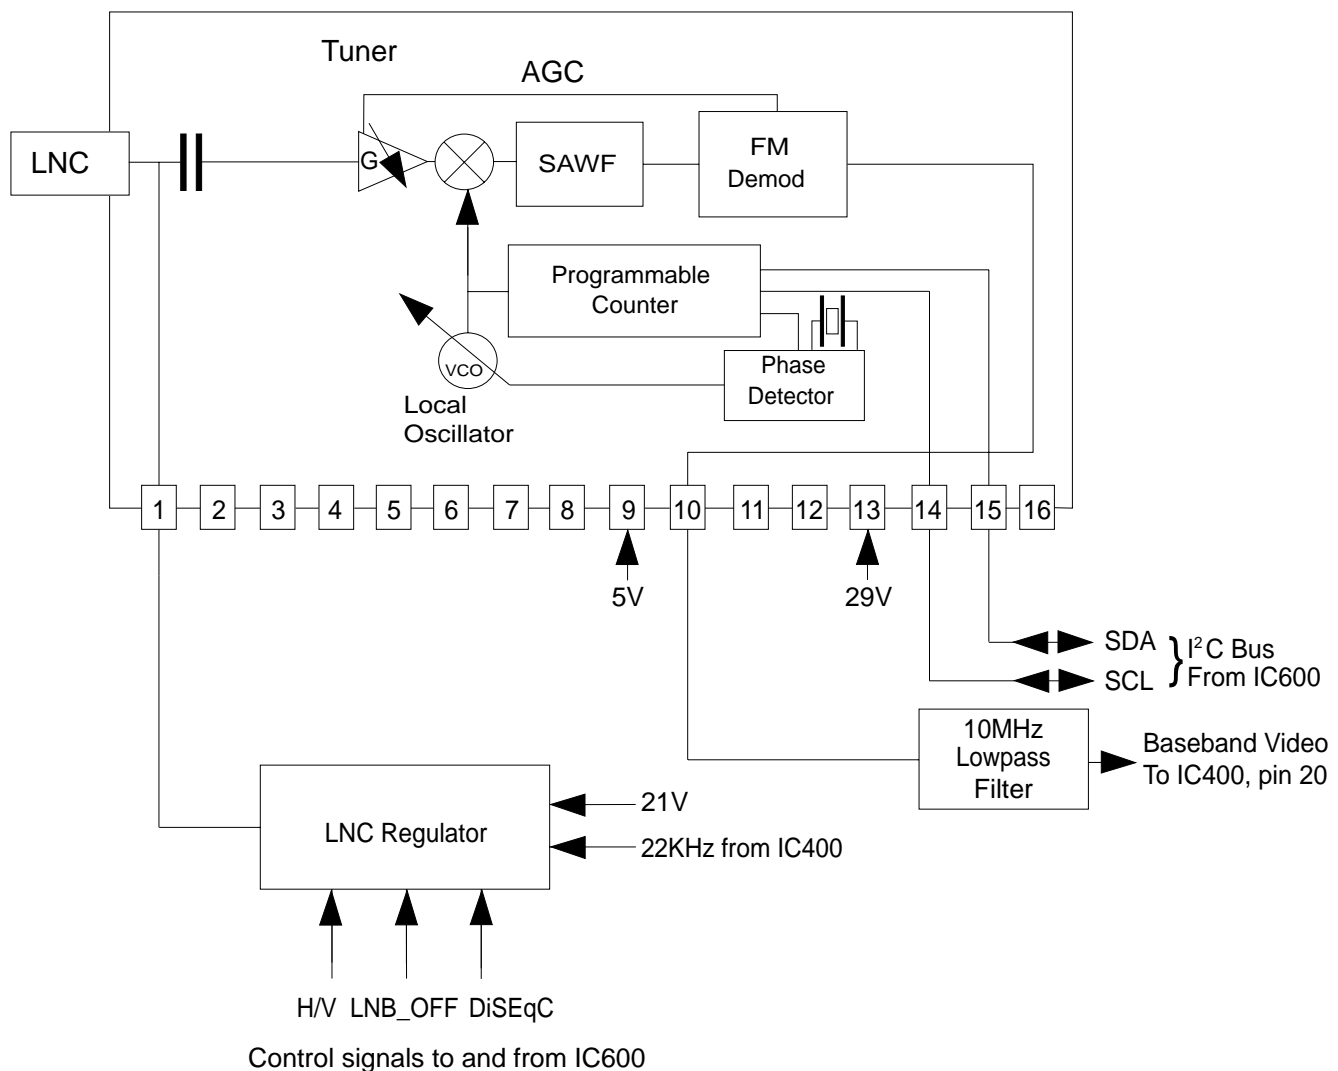 Tuner
AGC
LNC
G
SAWF
FM
Demod
Programmable
Counter
VCO
Phase
Detector
Local
Oscillator
1 2 3 4 5 6 7 8 9 10 11 12 13 14 15 16
5V
29V
SDA
SCL
} I²C Bus
From IC600
10MHz
Lowpass
Filter
Baseband Video
To IC400, pin 20
LNC Regulator
21V
22KHz from IC400
H/V LNB_OFF DiSEqC
Control signals to and from IC600